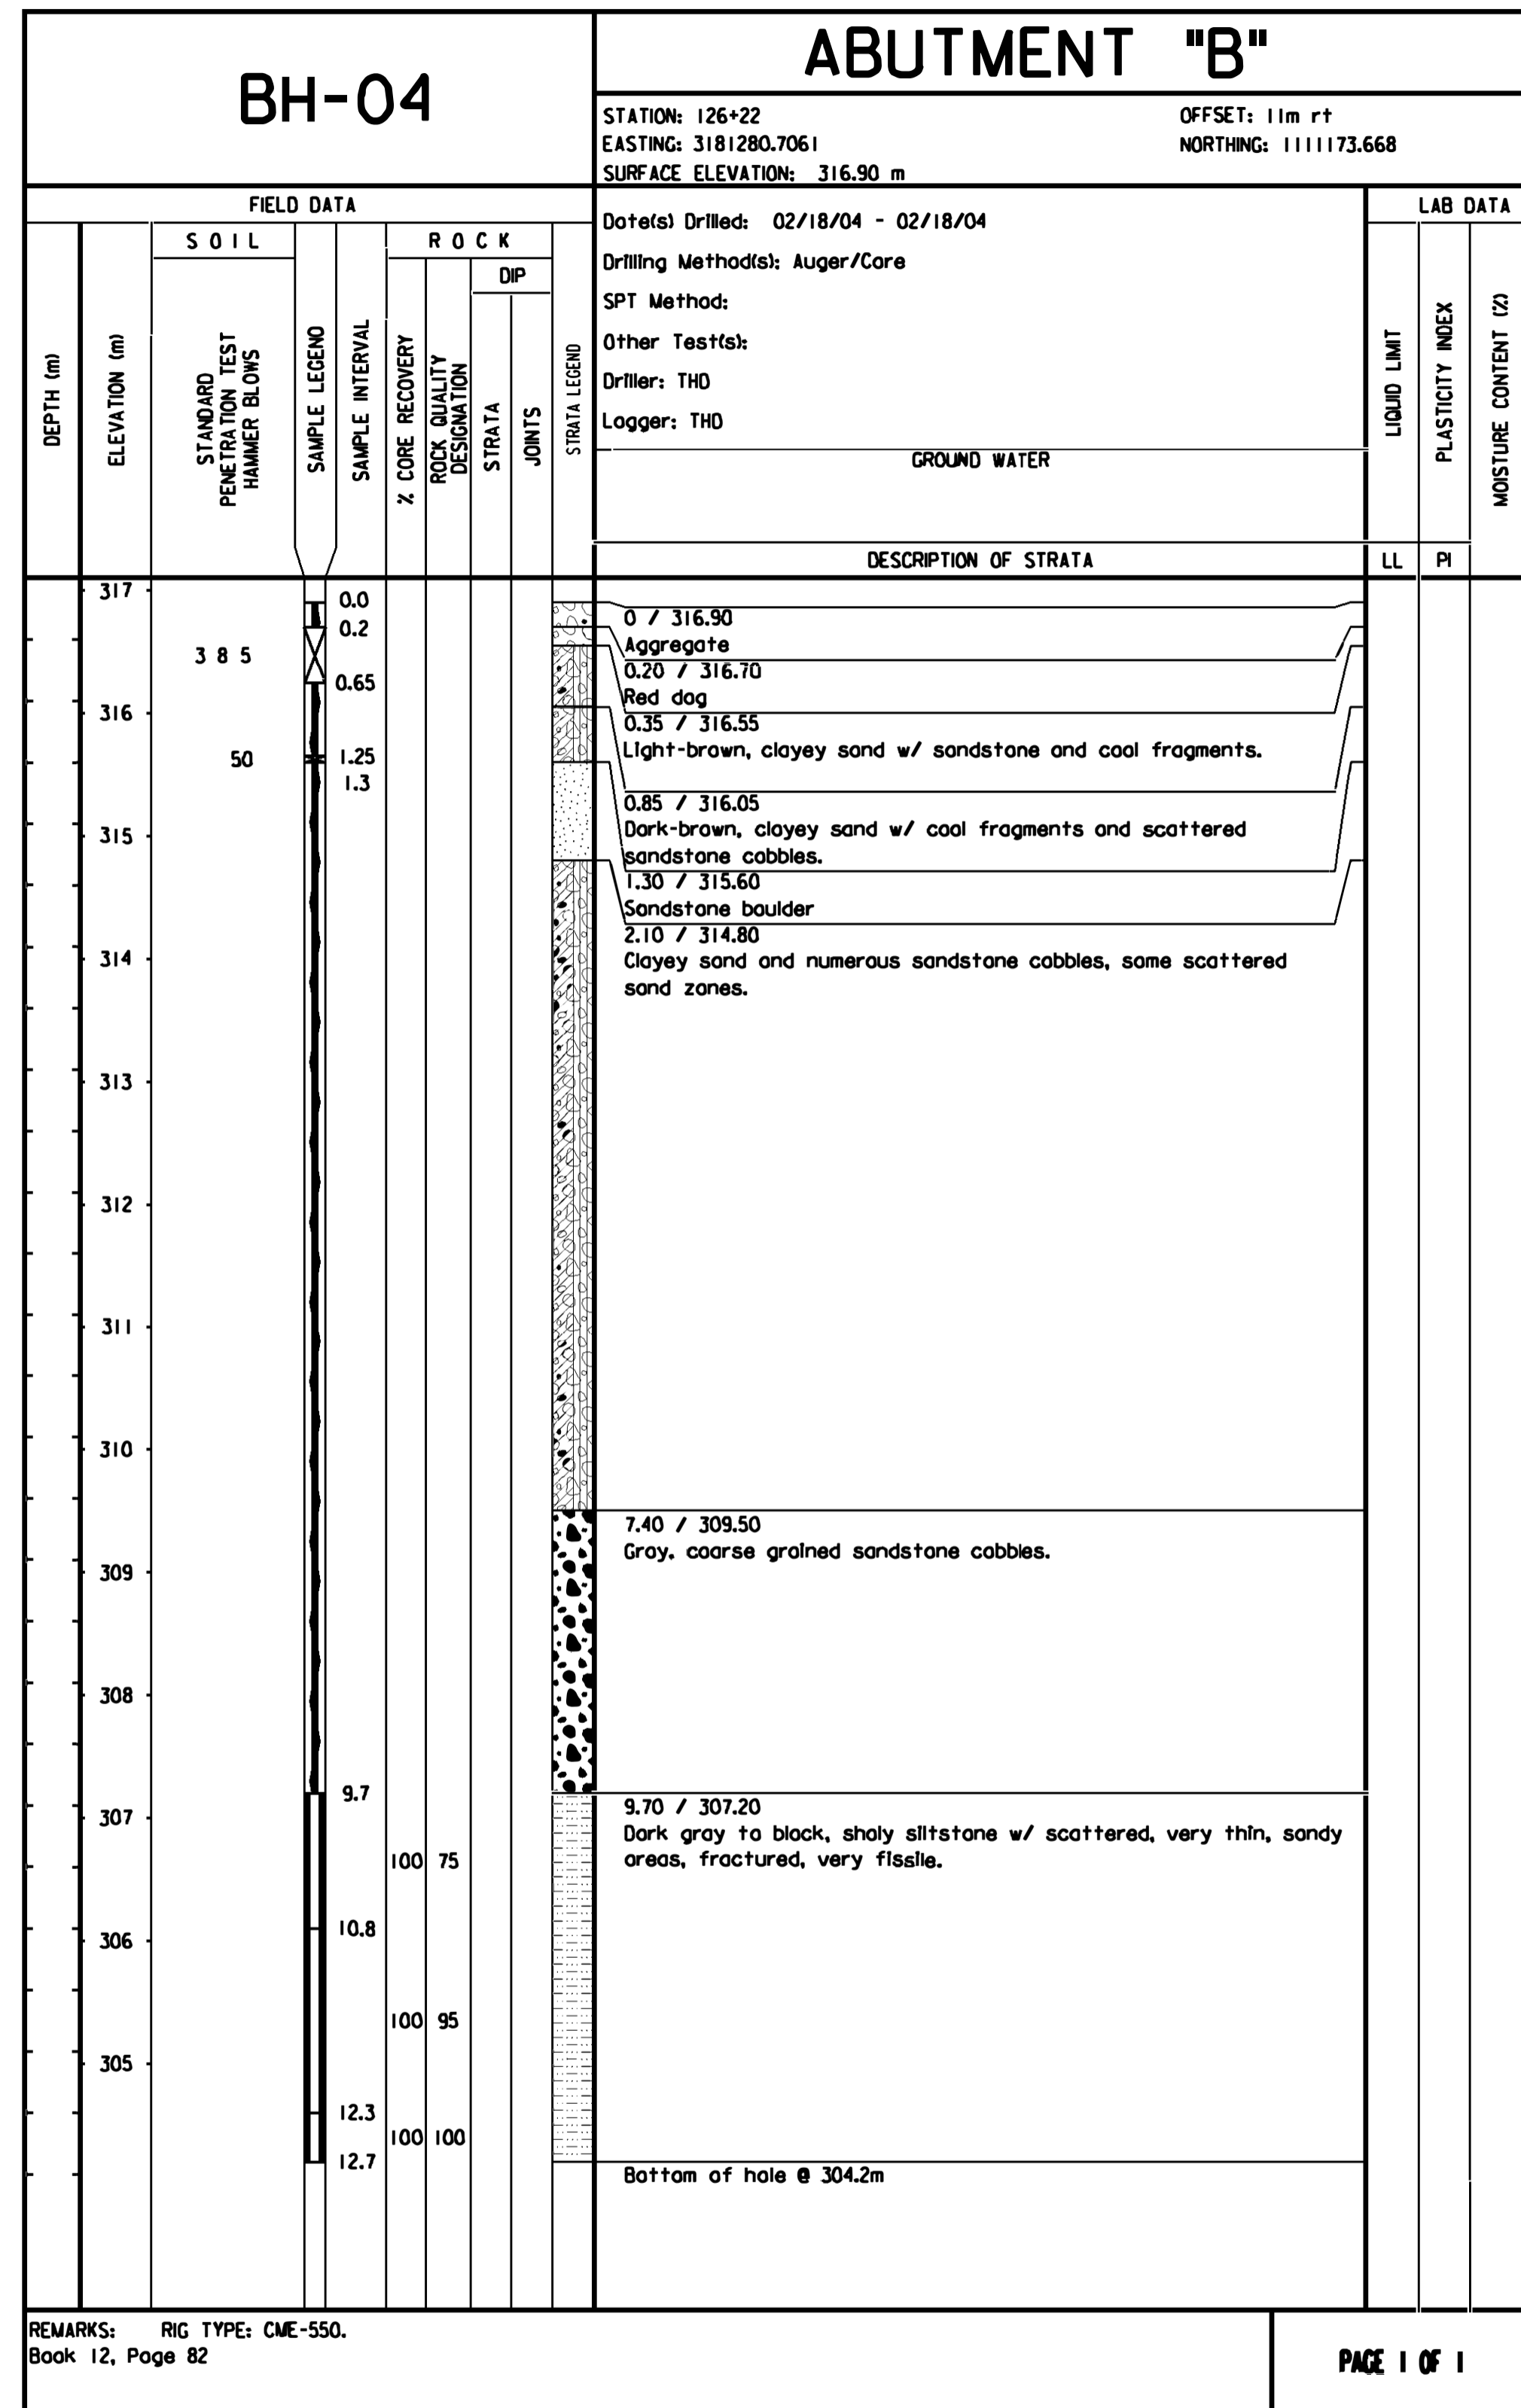 BH-04
ABUTMENT "B"
STATION: 126+22
OFFSET: 11m rt
EASTING: 3181280.7061
NORTHING: 1111173.668
SURFACE ELEVATION: 316.90 m
FIELD DATA
LAB DATA
SOIL
ROCK
DIP
DEPTH (m)
ELEVATION (m)
STANDARD
PENETRATION TEST
HAMMER BLOWS
SAMPLE LEGEND
SAMPLE INTERVAL
% CORE RECOVERY
ROCK QUALITY
DESIGNATION
STRATA
JOINTS
STRATA LEGEND
Date(s) Drilled: 02/18/04 - 02/18/04
Drilling Method(s): Auger/Core
SPT Method:
Other Test(s):
Driller: THD
Logger: THD
GROUND WATER
DESCRIPTION OF STRATA
LIQUID LIMIT
PLASTICITY INDEX
MOISTURE CONTENT (%)
LL
PI
317
0.0
0 / 316.90
Aggregate
0.2
3 8 5
0.20 / 316.70
Red dog
0.65
316
0.35 / 316.55
Light-brown, clayey sand w/ sandstone and coal fragments.
50
1.25
1.3
0.85 / 316.05
Dark-brown, clayey sand w/ coal fragments and scattered
sandstone cobbles.
315
1.30 / 315.60
Sandstone boulder
2.10 / 314.80
Clayey sand and numerous sandstone cobbles, some scattered
sand zones.
314
313
312
311
310
7.40 / 309.50
Gray, coarse grained sandstone cobbles.
309
308
9.7
307
9.70 / 307.20
Dark gray to black, shaly siltstone w/ scattered, very thin, sandy
areas, fractured, very fissile.
100 75
10.8
306
100 95
305
12.3
100 100
12.7
Bottom of hole @ 304.2m
REMARKS: RIG TYPE: CME-550.
Book 12, Page 82
PAGE 1 OF 1